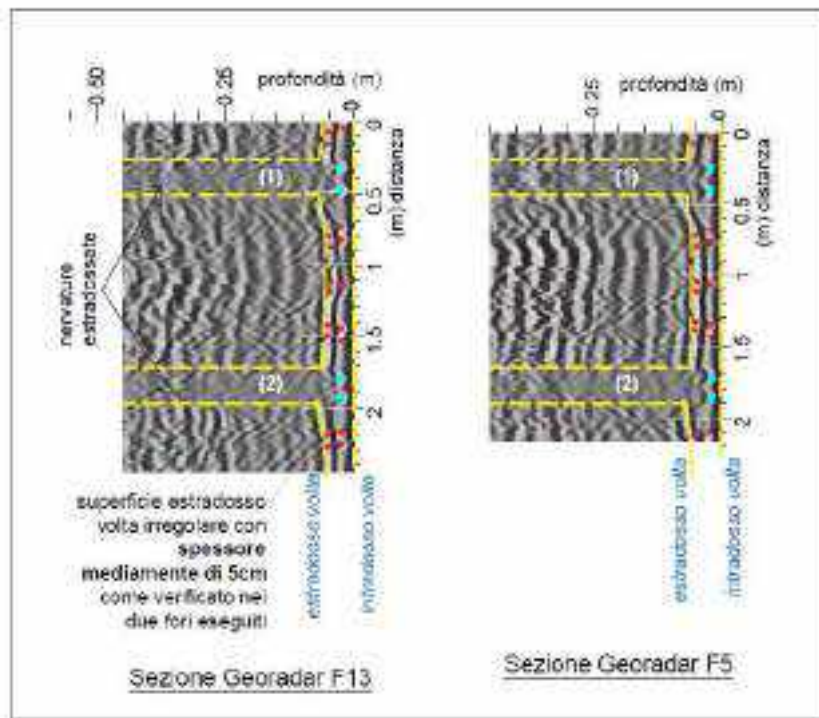 profondità (m)
-0.50
-0.25
-0
0
0.5
1
1.5
2
(m) distanza
(1)
(2)
nervature
estradossate
estradosso volta
intradosso volta
superficie estradosso
volta irregolare con
spessore
mediamente di 5cm
come verificato nei
due fori eseguiti
Sezione Georadar F13
profondità (m)
-0.25
-0
0
0.5
1
1.5
2
(m) distanza
(1)
(2)
estradosso volta
intradosso volta
Sezione Georadar F5